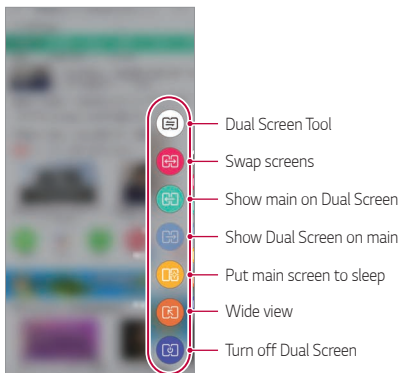 Dual Screen Tool
Swap screens
Show main on Dual Screen
Show Dual Screen on main
Put main screen to sleep
Wide view
Turn off Dual Screen